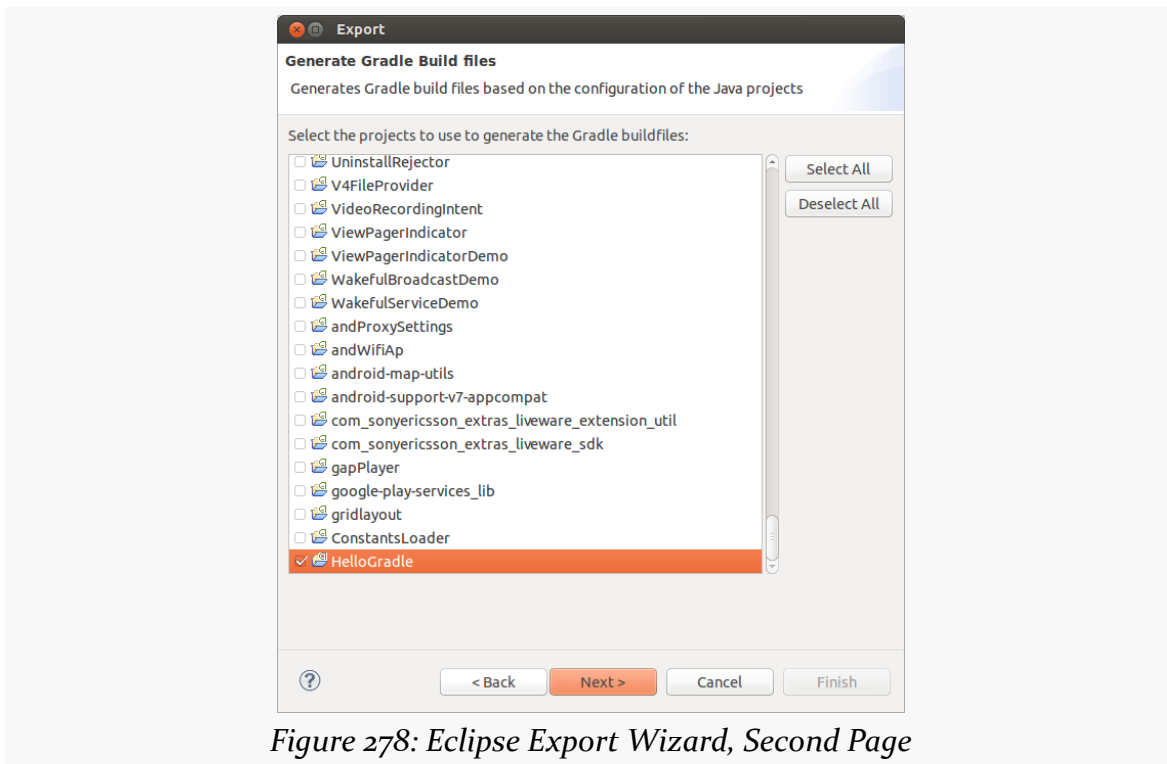 Export
Generate Gradle Build files
Generates Gradle build files based on the configuration of the Java projects
Select the projects to use to generate the Gradle buildfiles:
UninstallRejector
V4FileProvider
VideoRecordingIntent
ViewPagerIndicator
ViewPagerIndicatorDemo
WakefulBroadcastDemo
WakefulServiceDemo
andProxySettings
andWifiAp
android-map-utils
android-support-v7-appcompat
com_sonyericsson_extras_liveware_extension_util
com_sonyericsson_extras_liveware_sdk
gapPlayer
google-play-services_lib
gridlayout
ConstantsLoader
HelloGradle
Select All
Deselect All
? < Back Next > Cancel Finish
Figure 278: Eclipse Export Wizard, Second Page